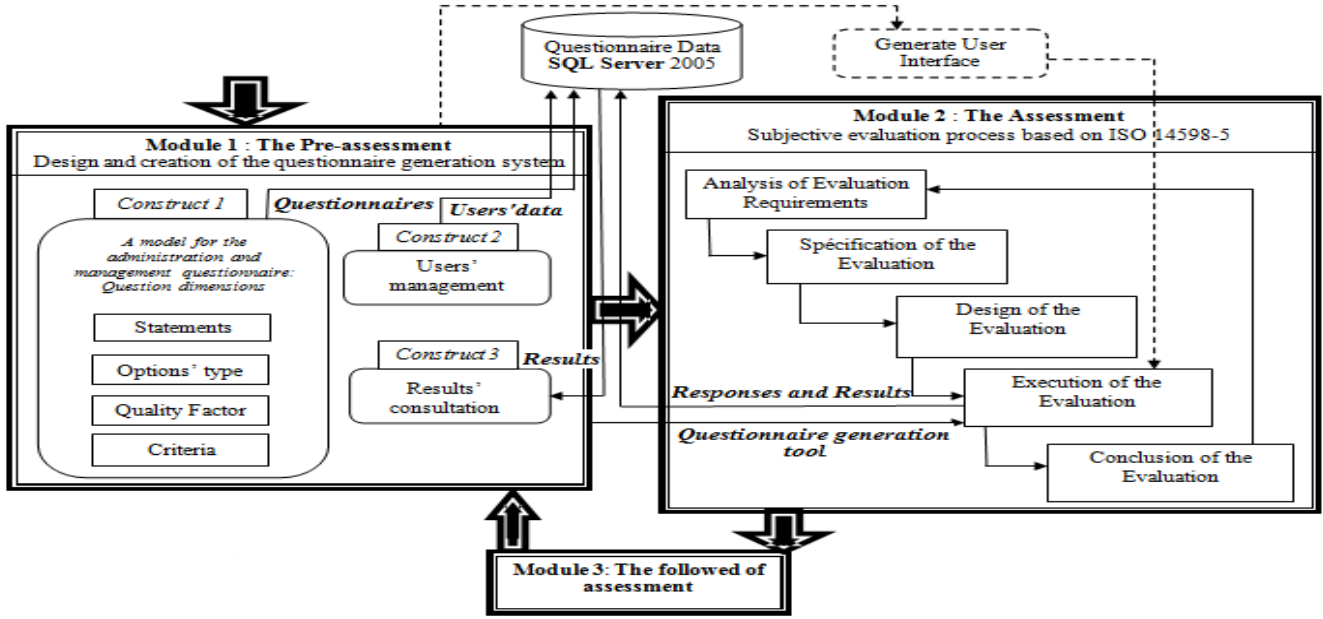 Questionnaire Data
SQL Server 2005
Generate User
Interface
Module 1 : The Pre-assessment
Design and creation of the questionnaire generation system
Construct 1
Questionnaires
Users'data
A model for the
administration and
management questionnaire:
Question dimensions
Statements
Options' type
Quality Factor
Criteria
Construct 2
Users'
management
Construct 3
Results
Results'
consultation
Module 2 : The Assessment
Subjective evaluation process based on ISO 14598-5
Analysis of Evaluation
Requirements
Spécification of the
Evaluation
Design of the
Evaluation
Execution of the
Evaluation
Conclusion of the
Evaluation
Responses and Results
Questionnaire generation
tool
Module 3: The followed of
assessment